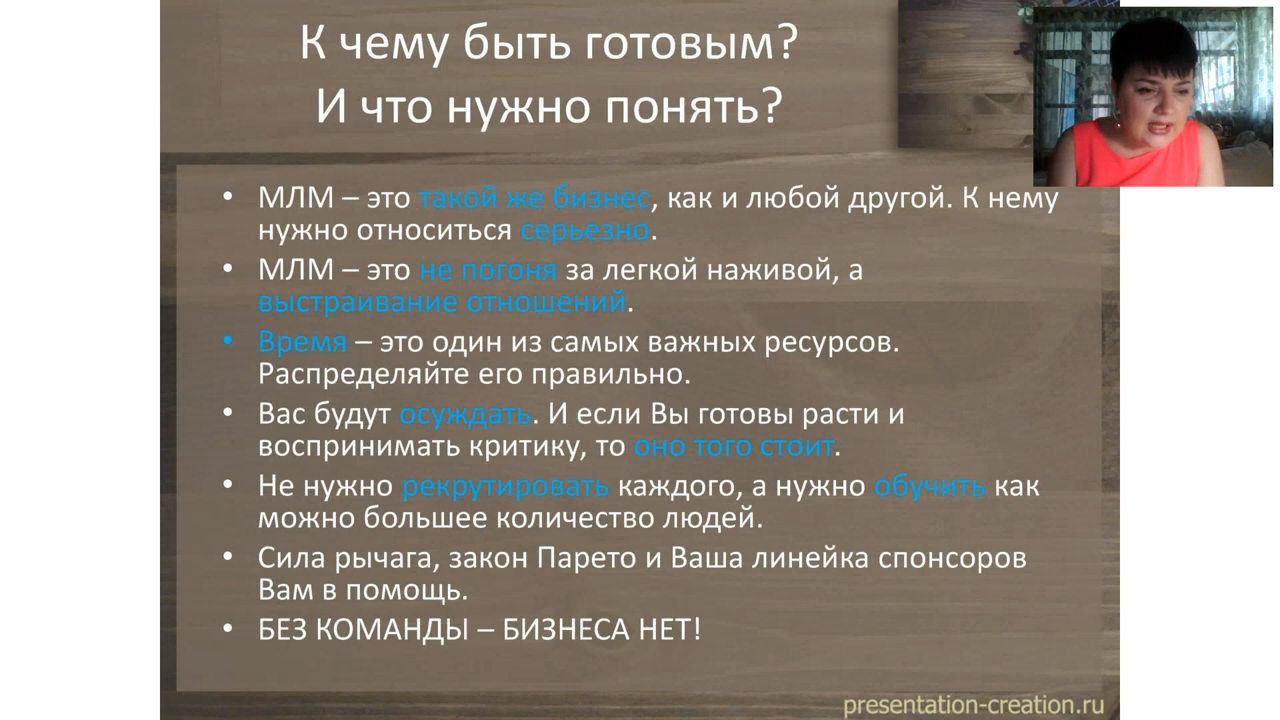 К чему быть готовым?
И что нужно понять?
• МЛМ – это такой же бизнес, как и любой другой. К нему
нужно относиться серьезно.
• МЛМ – это не погоня за легкой наживой, а
выстраивание отношений.
• Время – это один из самых важных ресурсов.
Распределяйте его правильно.
• Вас будут осуждать. И если Вы готовы расти и
воспринимать критику, то оно того стоит.
• Не нужно рекрутировать каждого, а нужно обучить как
можно большее количество людей.
• Сила рычага, закон Парето и Ваша линейка спонсоров
Вам в помощь.
• БЕЗ КОМАНДЫ – БИЗНЕСА НЕТ!
presentation-creation.ru